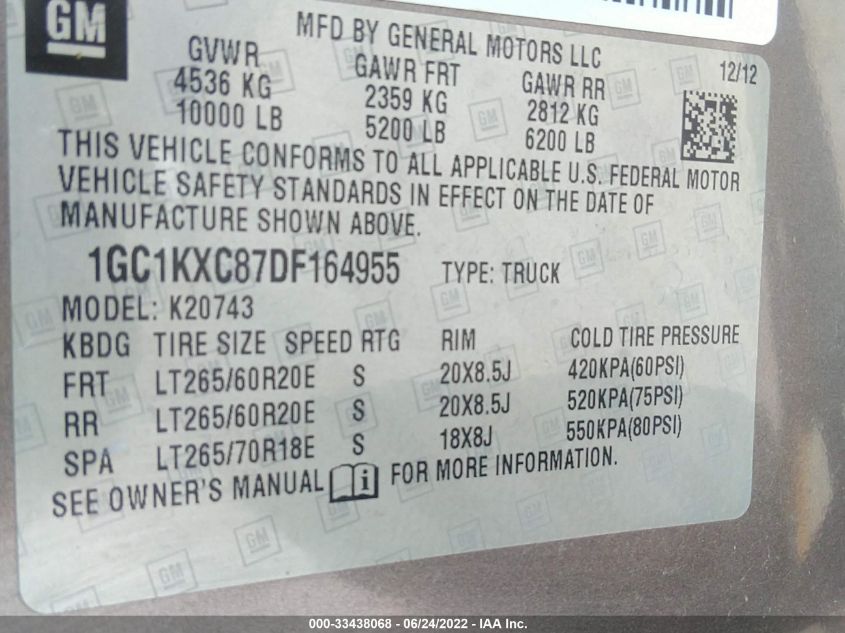 GM
MFD BY GENERAL MOTORS LLC
GVWR GAWR FRT GAWR RR 12/12
4536 KG 2359 KG 2812 KG
10000 LB 5200 LB 6200 LB
THIS VEHICLE CONFORMS TO ALL APPLICABLE U.S. FEDERAL MOTOR
VEHICLE SAFETY STANDARDS IN EFFECT ON THE DATE OF
MANUFACTURE SHOWN ABOVE.
1GC1KXC87DF164955 TYPE: TRUCK
MODEL: K20743
KBDG TIRE SIZE SPEED RTG RIM COLD TIRE PRESSURE
FRT LT265/60R20E S 20X8.5J 420KPA(60PSI)
RR LT265/60R20E S 20X8.5J 520KPA(75PSI)
SPA LT265/70R18E S 18X8J 550KPA(80PSI)
SEE OWNER'S MANUAL i FOR MORE INFORMATION.
000-33438068 - 06/24/2022 - IAA Inc.